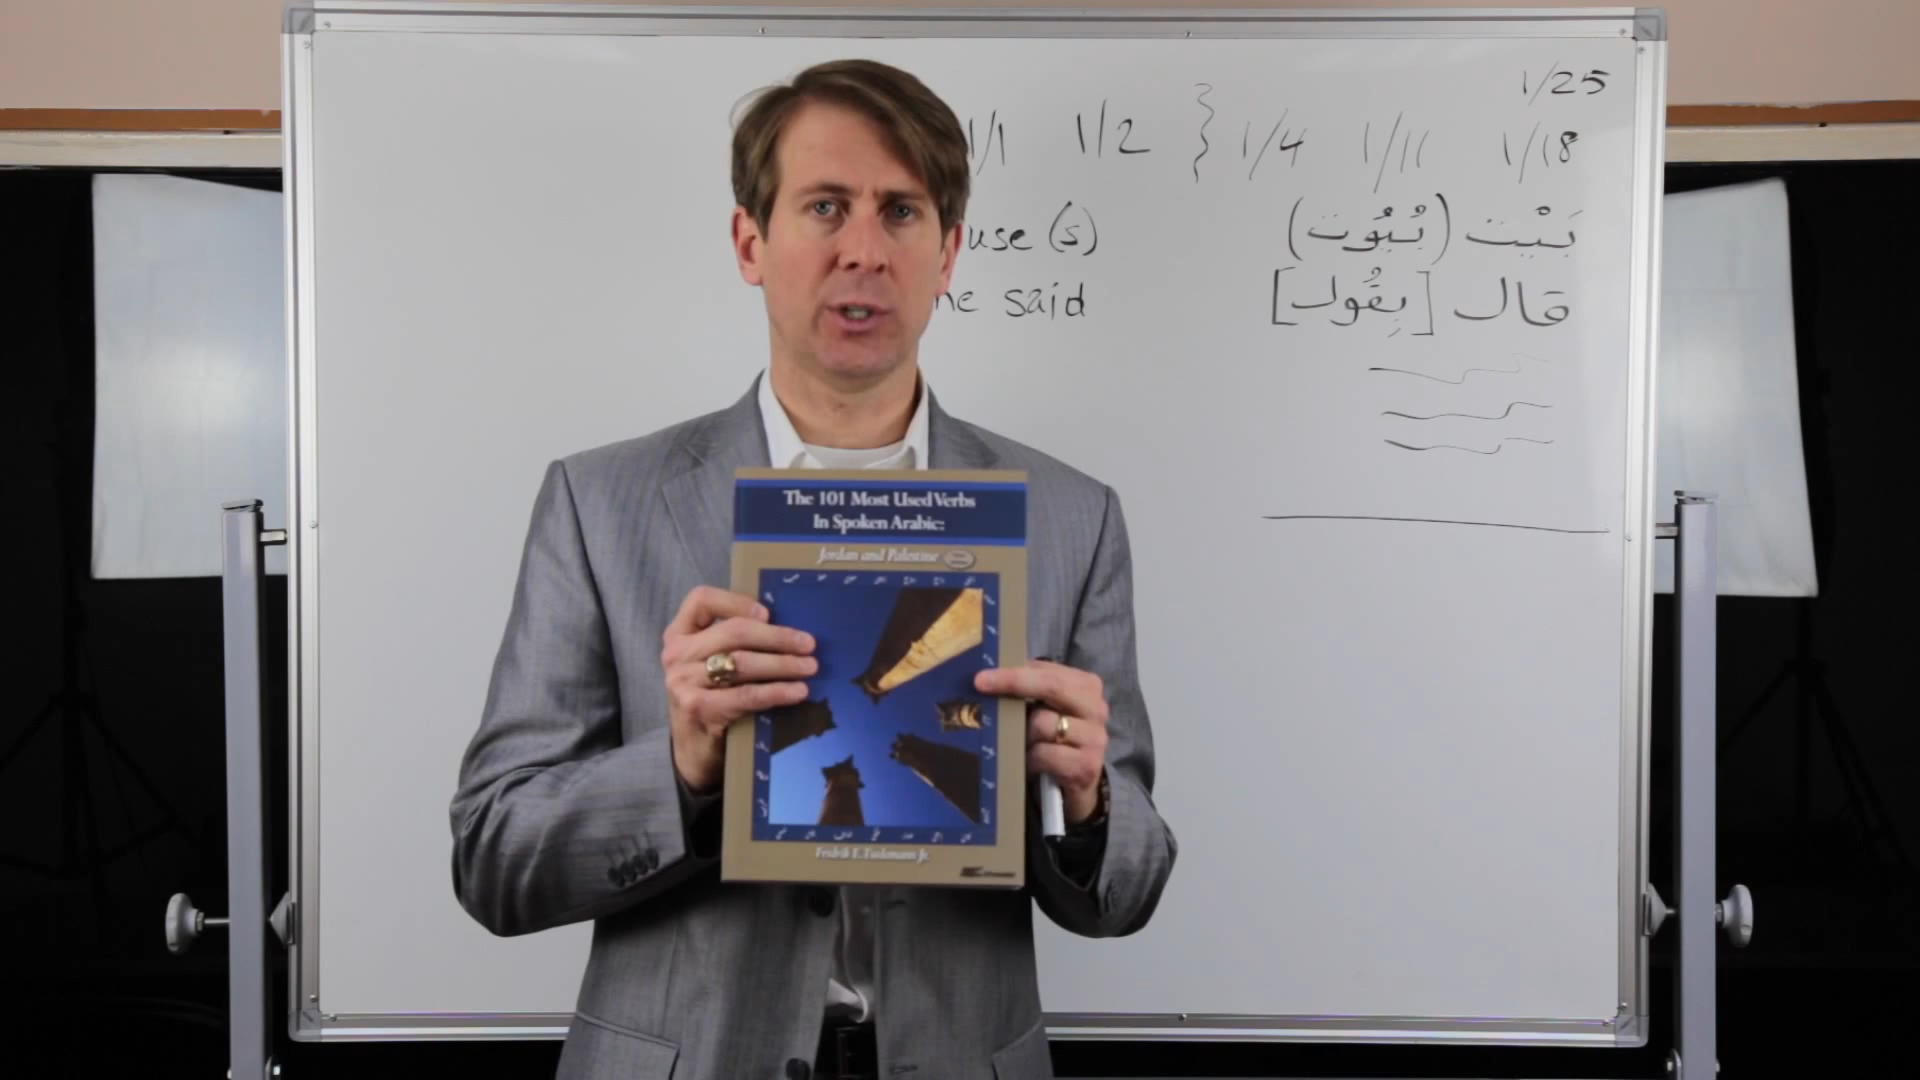 1/25
1/1 1/2 } 1/4 1/11 1/18
use (s) بَيْت (بُيُوت)
he said قال [بِقُول]
The 101 Most Used Verbs
In Spoken Arabic:
Jordan and Palestine
Fredrik E.